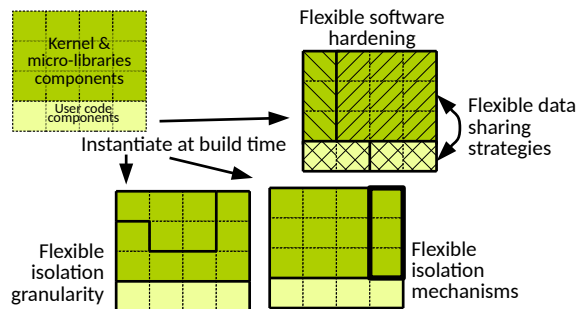 Kernel &
micro-libraries
components
User code
components
Flexible software
hardening
Flexible data
sharing
strategies
Instantiate at build time
Flexible
isolation
granularity
Flexible
isolation
mechanisms